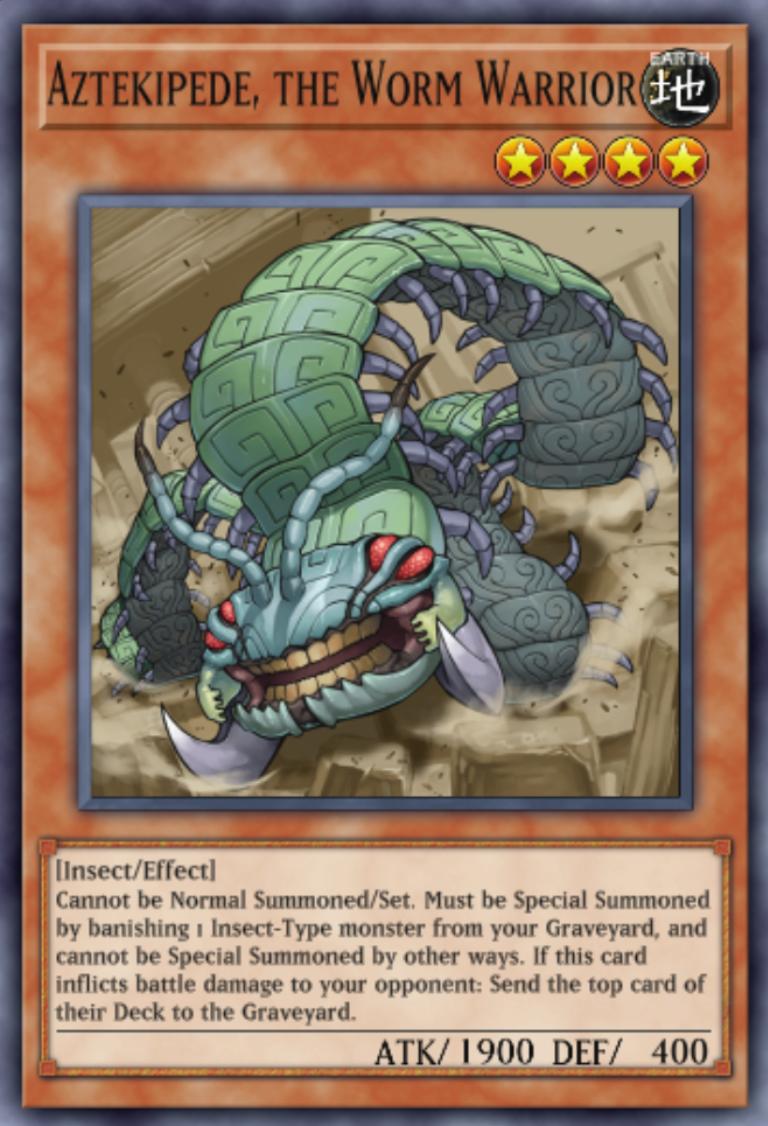 AZTEKIPEDE, THE WORM WARRIOR
EARTH
地
[Insect/Effect]
Cannot be Normal Summoned/Set. Must be Special Summoned
by banishing 1 Insect-Type monster from your Graveyard, and
cannot be Special Summoned by other ways. If this card
inflicts battle damage to your opponent: Send the top card of
their Deck to the Graveyard.
ATK/ 1900 DEF/ 400